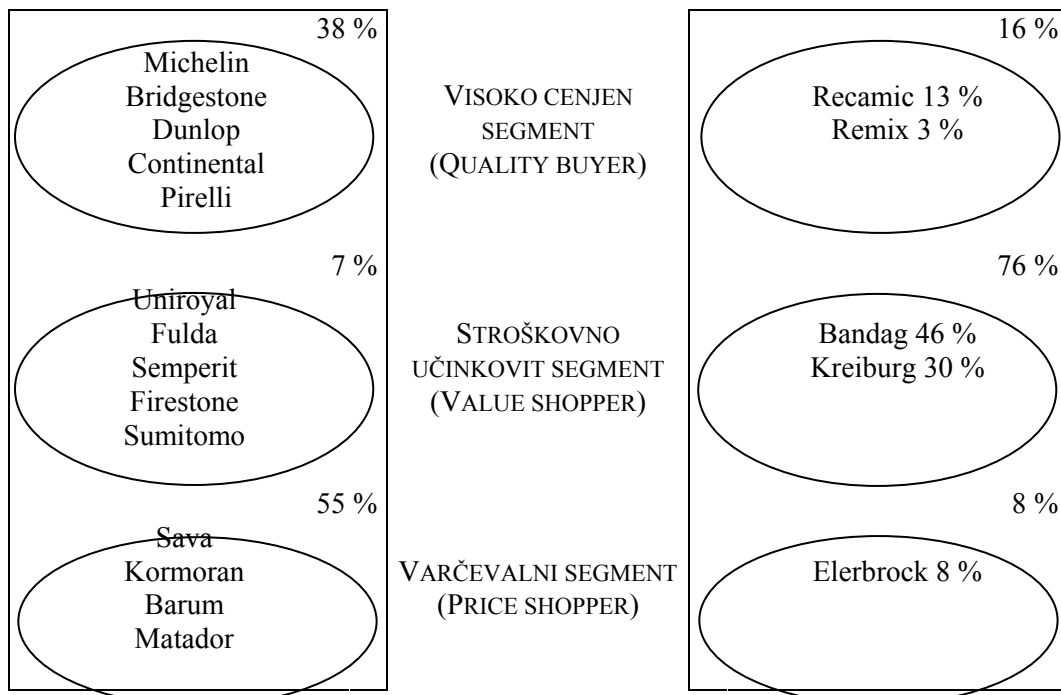 38 %
Michelin
Bridgestone
Dunlop
Continental
Pirelli
7 %
Uniroyal
Fulda
Semperit
Firestone
Sumitomo
55 %
Sava
Kormoran
Barum
Matador
VISOKO CENJEN
SEGMENT
(QUALITY BUYER)
STROŠKOVNO
UČINKOVIT SEGMENT
(VALUE SHOPPER)
VARČEVALNI SEGMENT
(PRICE SHOPPER)
16 %
Recamic 13 %
Remix 3 %
76 %
Bandag 46 %
Kreiburg 30 %
8 %
Elerbrock 8 %